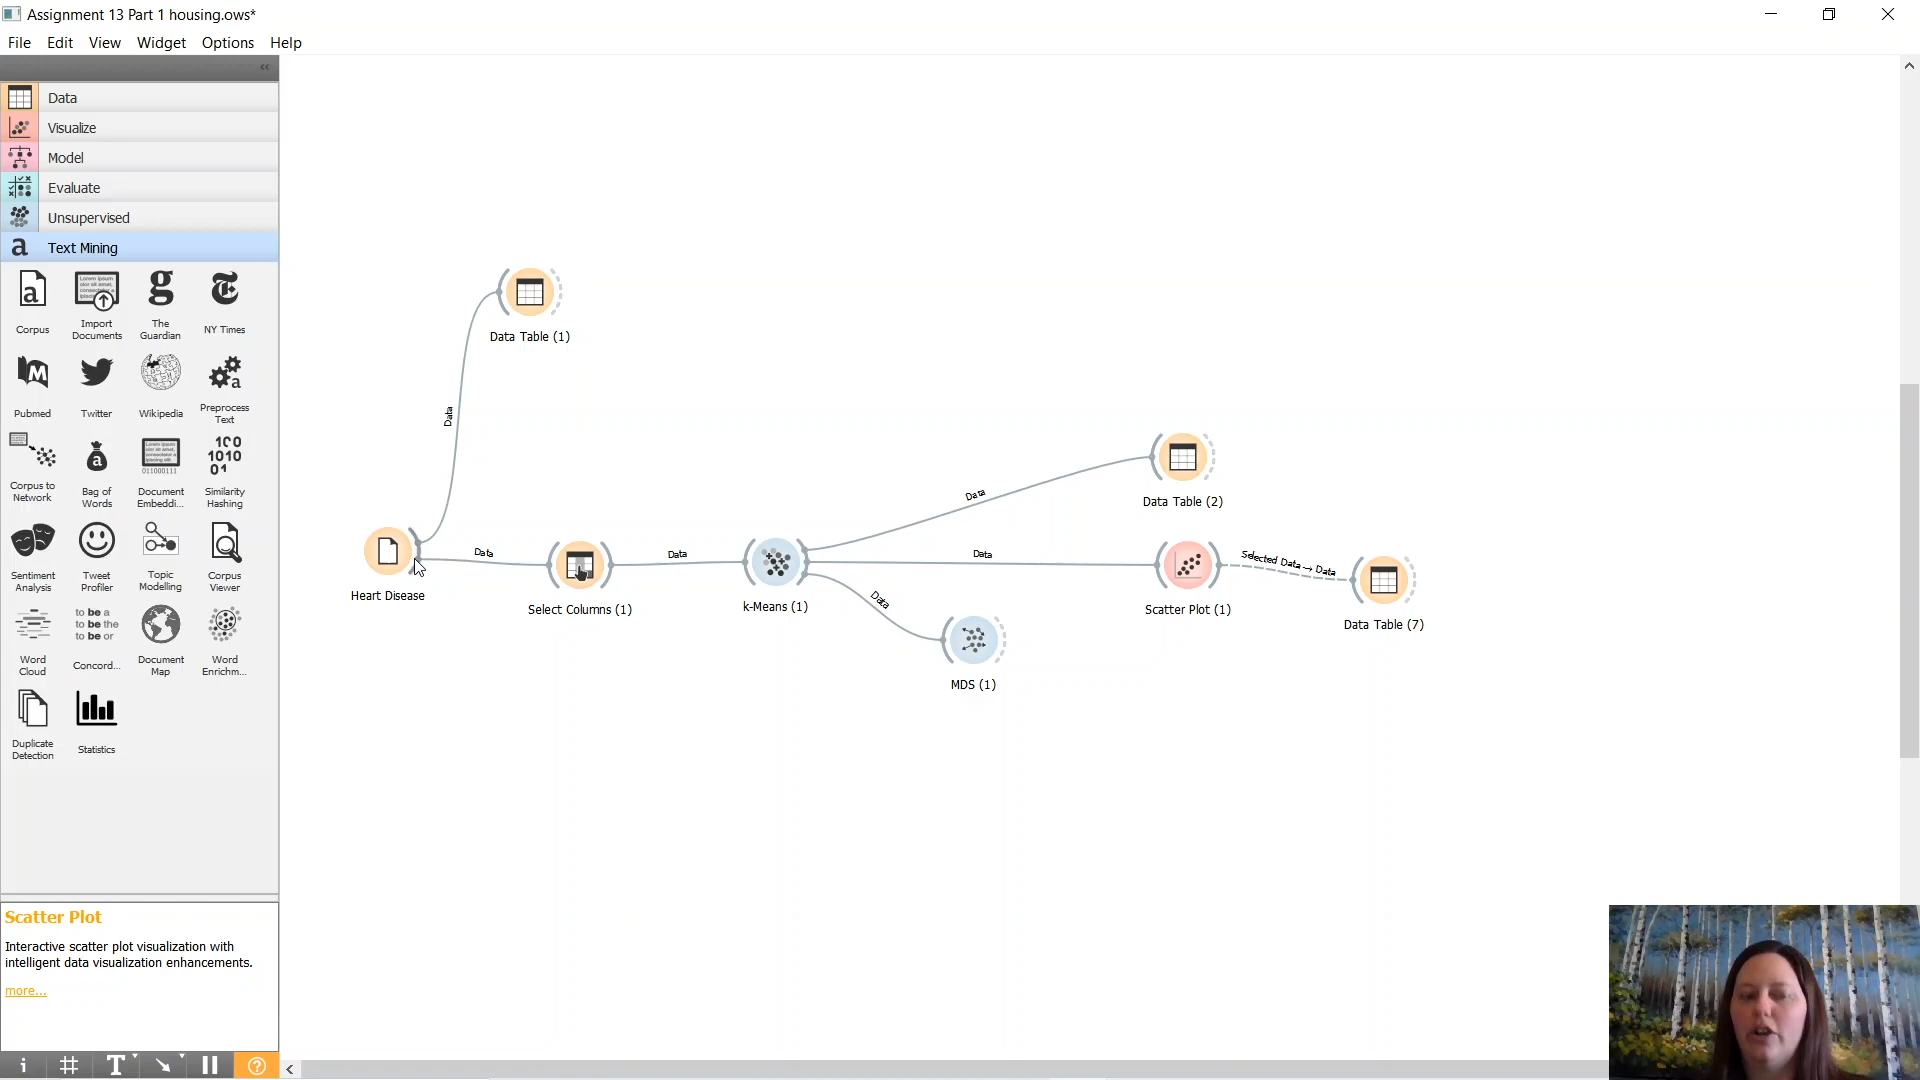 Assignment 13 Part 1 housing.ows*
File Edit View Widget Options Help
Data
Visualize
Model
Evaluate
Unsupervised
a Text Mining
Corpus
Import
Documents
The
Guardian
NY Times
Pubmed
Twitter
Wikipedia
Preprocess
Text
Corpus to
Network
Bag of
Words
Document
Embeddi...
Similarity
Hashing
Sentiment
Analysis
Tweet
Profiler
Topic
Modelling
Corpus
Viewer
to be a
to be the
to be or
Word
Cloud
Concord...
Document
Map
Word
Enrichm...
Duplicate
Detection
Statistics
Scatter Plot
Interactive scatter plot visualization with
intelligent data visualization enhancements.
more...
Data Table (1)
Data
Heart Disease
Data
Select Columns (1)
Data
k-Means (1)
Data
Data Table (2)
Data
Scatter Plot (1)
Selected Data → Data
Data Table (7)
Data
MDS (1)